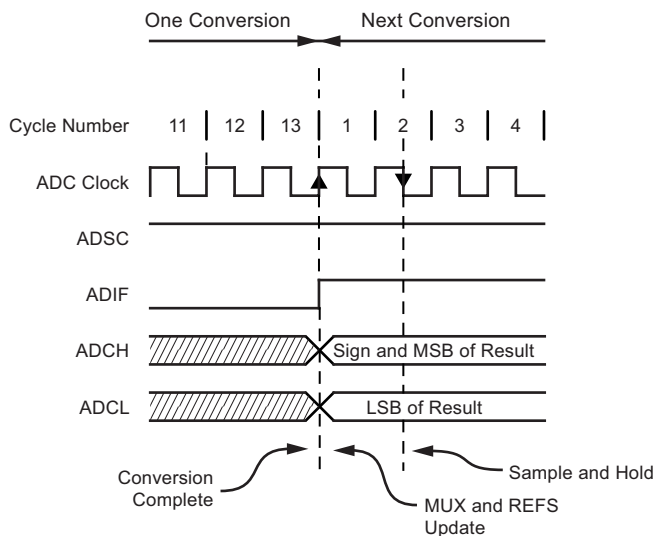 One Conversion Next Conversion
Cycle Number 11 12 13 1 2 3 4
ADC Clock
ADSC
ADIF
ADCH Sign and MSB of Result
ADCL LSB of Result
Conversion
Complete
MUX and REFS
Update
Sample and Hold